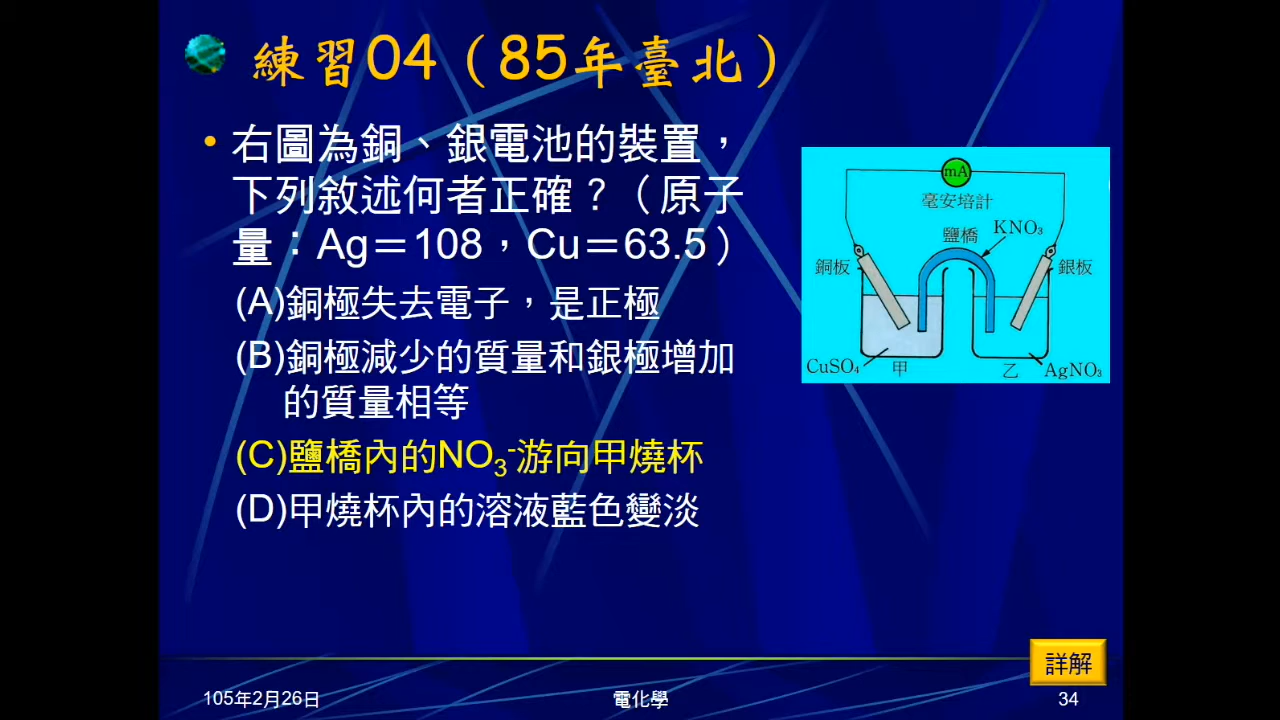 練習04（85年臺北）
• 右圖為銅、銀電池的裝置，
下列敘述何者正確？（原子
量：Ag＝108，Cu＝63.5）
(A)銅極失去電子，是正極
(B)銅極減少的質量和銀極增加
的質量相等
(C)鹽橋內的NO₃⁻游向甲燒杯
(D)甲燒杯內的溶液藍色變淡
mA
毫安培計
鹽橋
KNO₃
銅板
銀板
CuSO₄
甲
乙
AgNO₃
詳解
105年2月26日
電化學
34